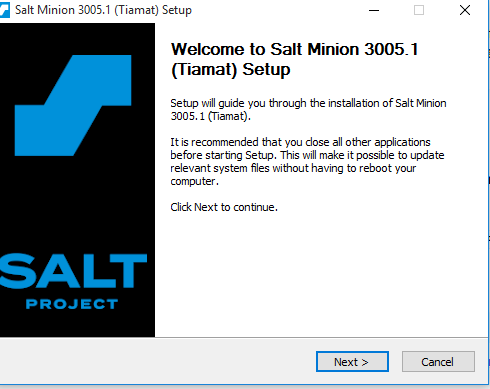 Salt Minion 3005.1 (Tiamat) Setup
Welcome to Salt Minion 3005.1
(Tiamat) Setup
Setup will guide you through the installation of Salt Minion
3005.1 (Tiamat).
It is recommended that you close all other applications
before starting Setup. This will make it possible to update
relevant system files without having to reboot your
computer.
Click Next to continue.
SALT
PROJECT
Next >
Cancel